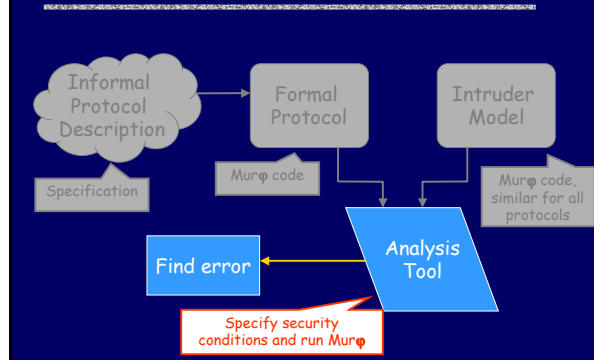 Informal
Protocol
Description
Formal
Protocol
Intruder
Model
Specification
Murφ code
Murφ code,
similar for all
protocols
Analysis
Tool
Find error
Specify security
conditions and run Murφ